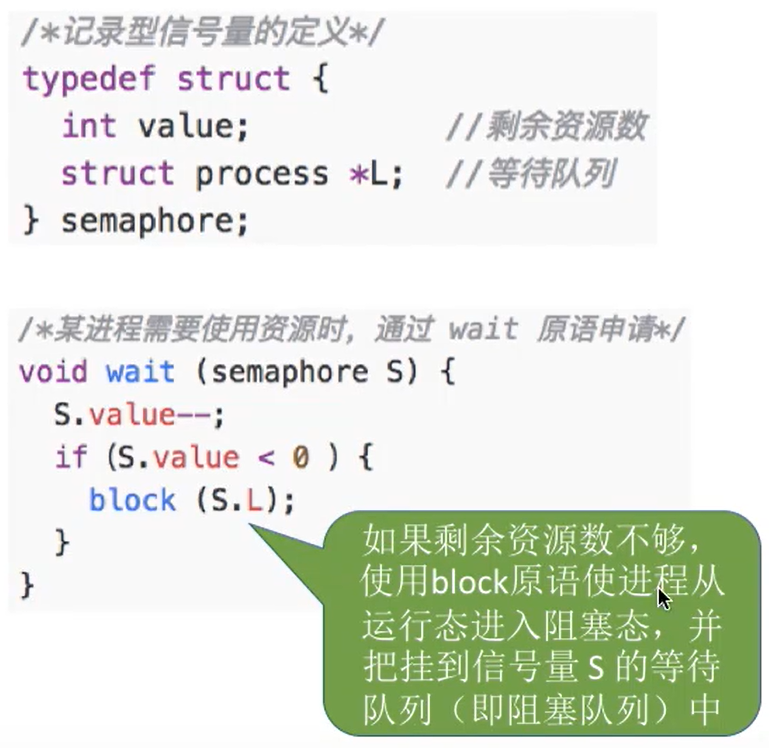 /*记录型信号量的定义*/
typedef struct {
  int value;          //剩余资源数
  struct process *L;  //等待队列
} semaphore;
/*某进程需要使用资源时，通过 wait 原语申请*/
void wait (semaphore S) {
  S.value--;
  if (S.value < 0 ) {
    block (S.L);
  }
}
如果剩余资源数不够，
使用block原语使进程从
运行态进入阻塞态，并
把挂到信号量 S 的等待
队列（即阻塞队列）中